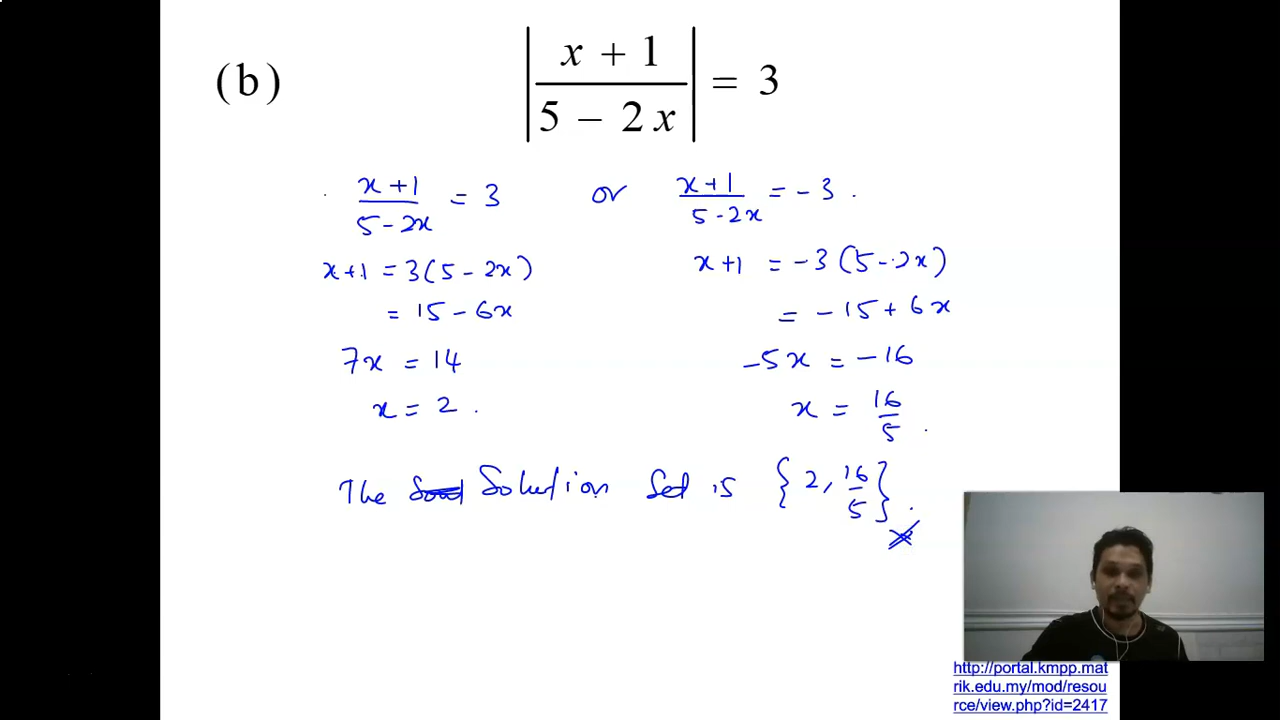 (b) |x + 1 / 5 − 2x| = 3
x+1 / 5-2x = 3 or x+1 / 5-2x = -3.
x+1 = 3(5-2x) x+1 = -3(5-2x)
= 15-6x = -15+6x
7x = 14 -5x = -16
x = 2. x = 16/5.
The Solution Set is {2, 16/5}.
http://portal.kmpp.mat
rik.edu.my/mod/resou
rce/view.php?id=2417